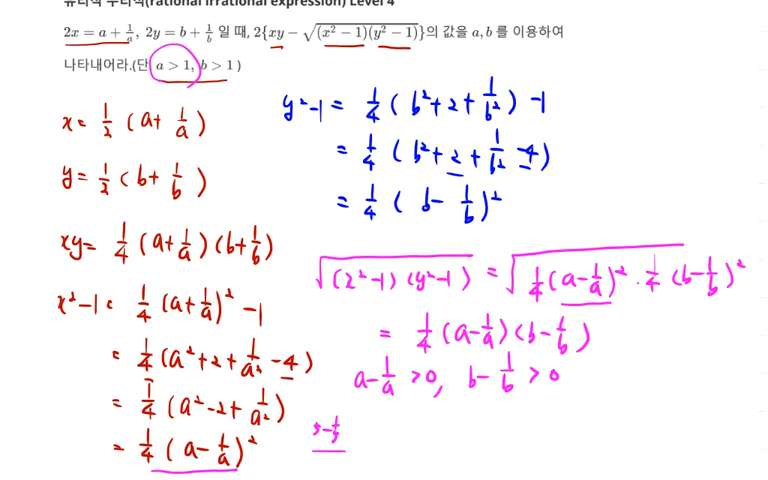 유리식 무리식(rational irrational expression) Level 4
2x = a + 1/a, 2y = b + 1/b 일 때, 2{xy − √((x² − 1)(y² − 1))}의 값을 a, b 를 이용하여
나타내어라.(단 a > 1, b > 1 )
x = 1/2 (a + 1/a)
y = 1/2 (b + 1/b)
xy = 1/4 (a + 1/a)(b + 1/b)
x² − 1 = 1/4 (a + 1/a)² − 1
= 1/4 (a² + 2 + 1/a² − 4)
= 1/4 (a² − 2 + 1/a²)
= 1/4 (a − 1/a)²
y² − 1 = 1/4 (b² + 2 + 1/b²) − 1
= 1/4 (b² + 2 + 1/b² − 4)
= 1/4 (b − 1/b)²
√((x² − 1)(y² − 1)) = √(1/4 (a − 1/a)² · 1/4 (b − 1/b)²)
= 1/4 (a − 1/a)(b − 1/b)
a − 1/a > 0, b − 1/b > 0